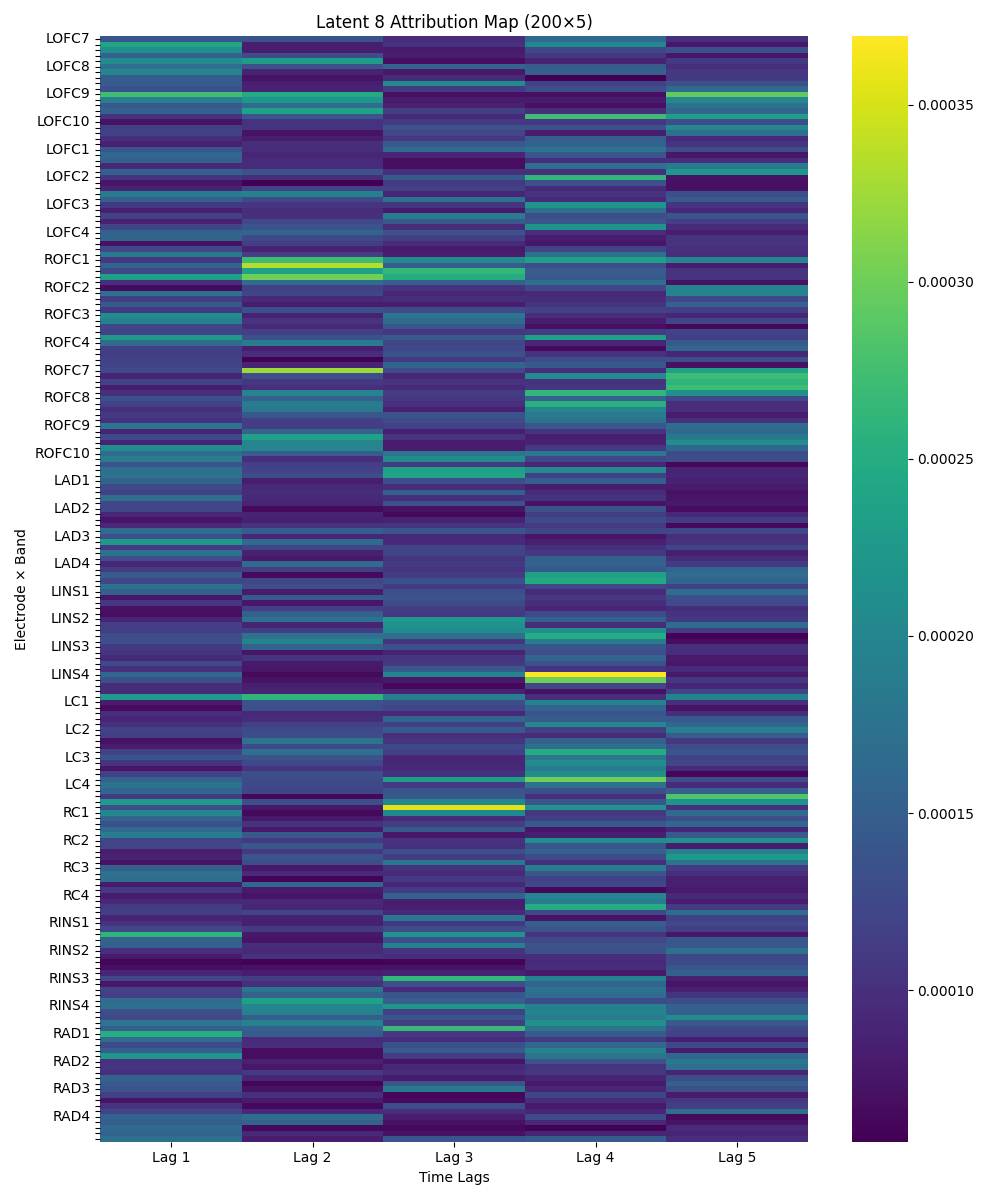 Latent 8 Attribution Map (200×5)
LOFC7
LOFC8
LOFC9
LOFC10
LOFC1
LOFC2
LOFC3
LOFC4
ROFC1
ROFC2
ROFC3
ROFC4
ROFC7
ROFC8
ROFC9
ROFC10
LAD1
LAD2
LAD3
LAD4
LINS1
LINS2
LINS3
LINS4
LC1
LC2
LC3
LC4
RC1
RC2
RC3
RC4
RINS1
RINS2
RINS3
RINS4
RAD1
RAD2
RAD3
RAD4
Electrode × Band
Lag 1
Lag 2
Lag 3
Lag 4
Lag 5
Time Lags
0.00035
0.00030
0.00025
0.00020
0.00015
0.00010